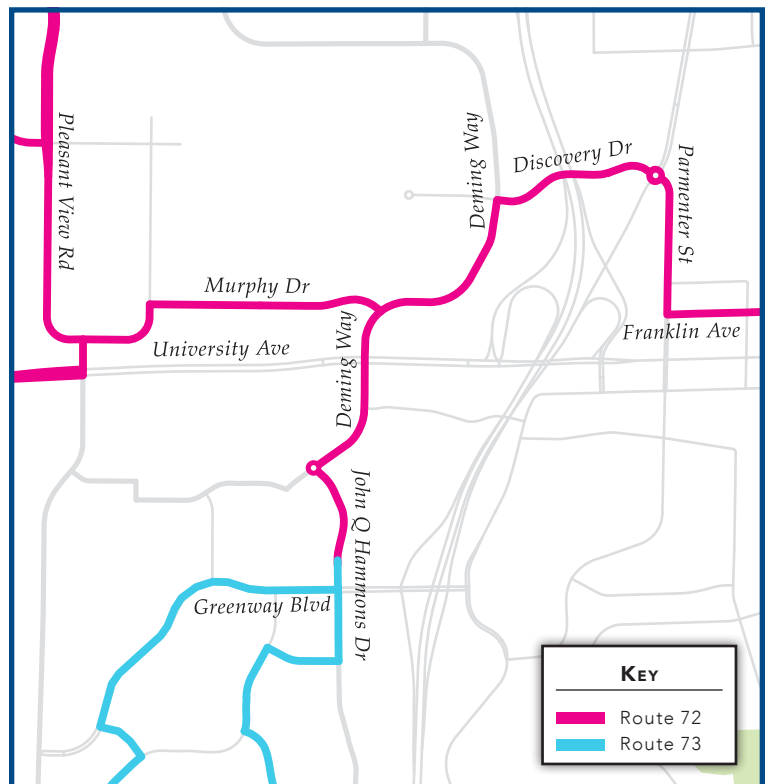 Pleasant View Rd
Deming Way
Discovery Dr
Parmenter St
Murphy Dr
University Ave
Deming Way
Franklin Ave
John Q Hammons Dr
Greenway Blvd
Key
Route 72
Route 73